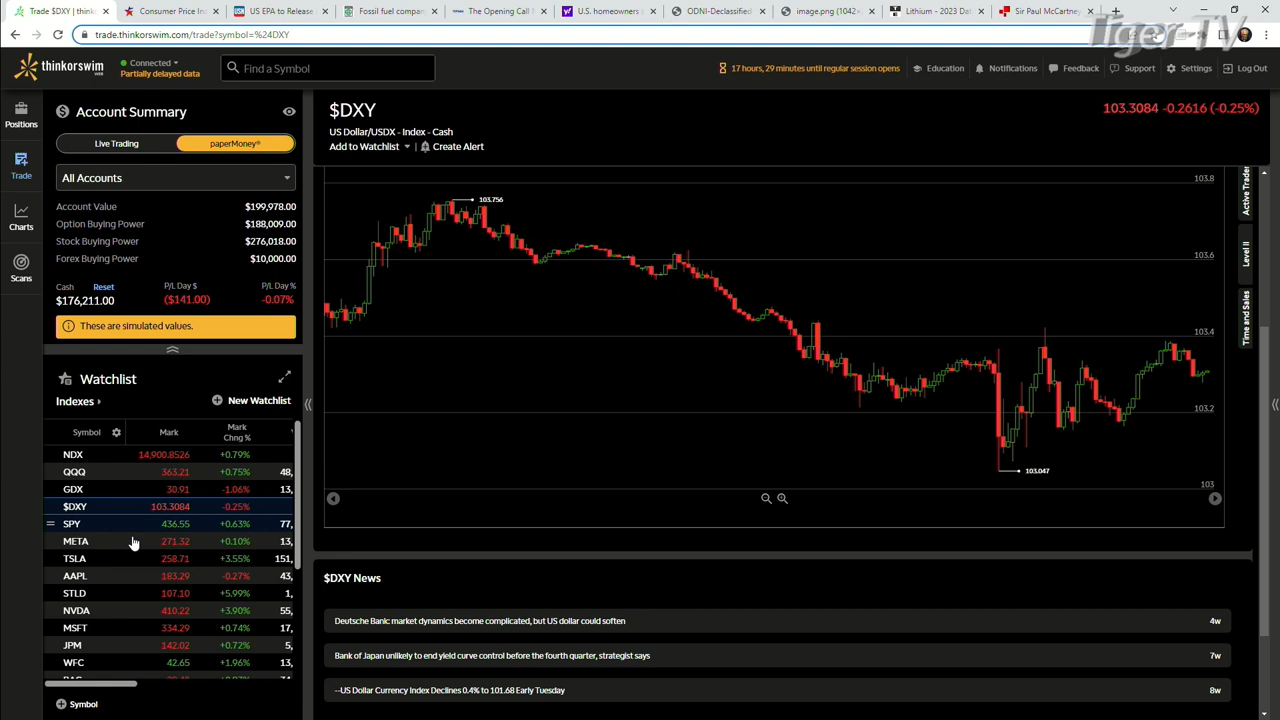 Trade $DXY | think
Consumer Price In
US EPA to Release
Fossil fuel compan
The Opening Call f
U.S. homeowners
ODNI-Declassified
image.png (1042×
Lithium - 2023 Dat
Sir Paul McCartney
trade.thinkorswim.com/trade?symbol=%24DXY
Tiger-TV
thinkorswim WEB
Connected
Partially delayed data
Find a Symbol
17 hours, 29 minutes until regular session opens
Education
Notifications
Feedback
Support
Settings
Log Out
Positions
Trade
Charts
Scans
Account Summary
Live Trading
paperMoney®
All Accounts
Account Value $199,978.00
Option Buying Power $188,009.00
Stock Buying Power $276,018.00
Forex Buying Power $10,000.00
Cash Reset P/L Day $ P/L Day %
$176,211.00 ($141.00) -0.07%
These are simulated values.
Watchlist
Indexes
New Watchlist
Symbol Mark Mark Chng %
NDX 14,900.8526 +0.79%
QQQ 363.21 +0.75% 48,
GDX 30.91 -1.06% 13,
$DXY 103.3084 -0.25%
SPY 436.55 +0.63% 77,
META 271.32 +0.10% 13,
TSLA 258.71 +3.55% 151,
AAPL 183.29 -0.27% 43,
STLD 107.10 +5.99% 1,
NVDA 410.22 +3.90% 55,
MSFT 334.29 +0.74% 17,
JPM 142.02 +0.72% 5,
WFC 42.65 +1.96% 13,
Symbol
$DXY
103.3084 -0.2616 (-0.25%)
US Dollar/USDX - Index - Cash
Add to Watchlist | Create Alert
103.8
103.756
103.6
103.4
103.2
103.047
103
Active Trader
Level II
Time and Sales
$DXY News
Deutsche Bank: market dynamics become complicated, but US dollar could soften 4w
Bank of Japan unlikely to end yield curve control before the fourth quarter, strategist says 7w
--US Dollar Currency Index Declines 0.4% to 101.68 Early Tuesday 8w